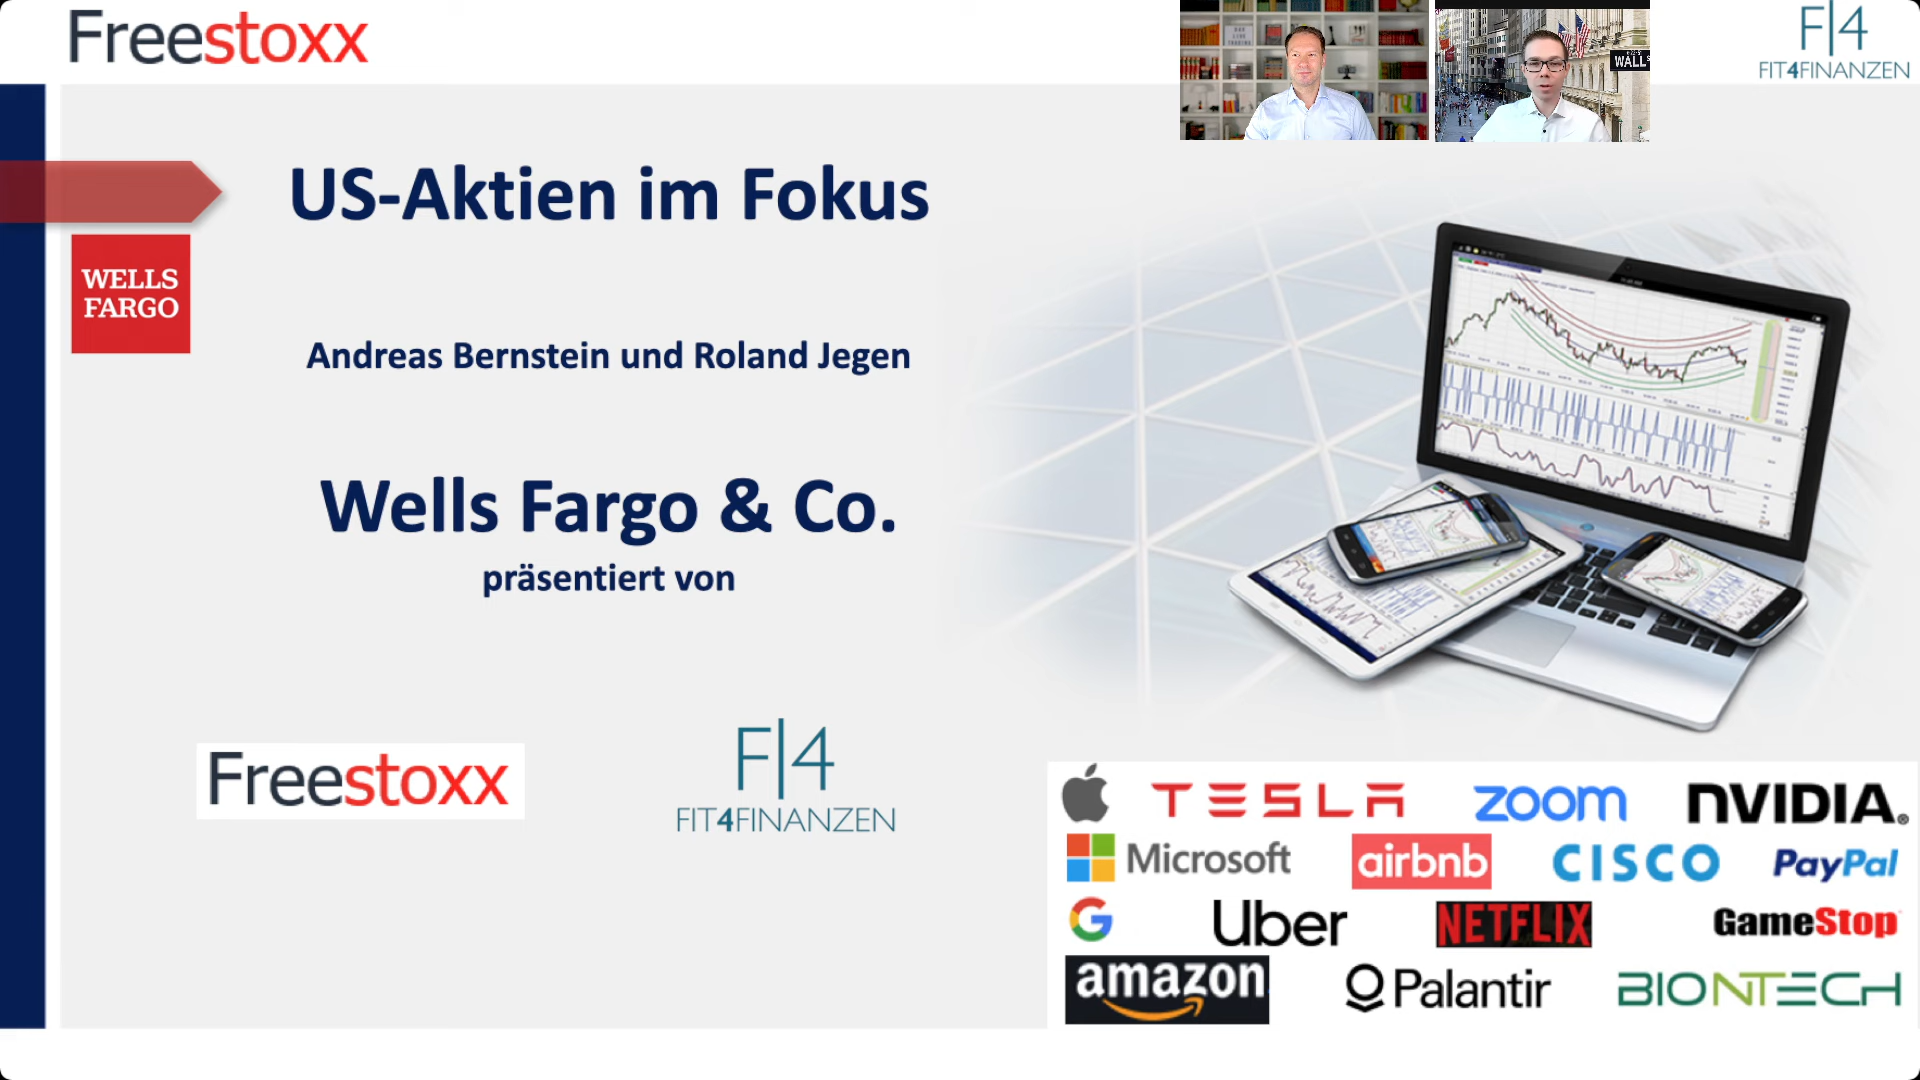 Freestoxx
WALL
F|4
FIT4FINANZEN
US-Aktien im Fokus
WELLS
FARGO
Andreas Bernstein und Roland Jegen
Wells Fargo & Co.
präsentiert von
Freestoxx
F|4
FIT4FINANZEN
TESLA zoom NVIDIA®
Microsoft airbnb CISCO PayPal
G Uber NETFLIX GameStop
amazon Palantir BIONTECH